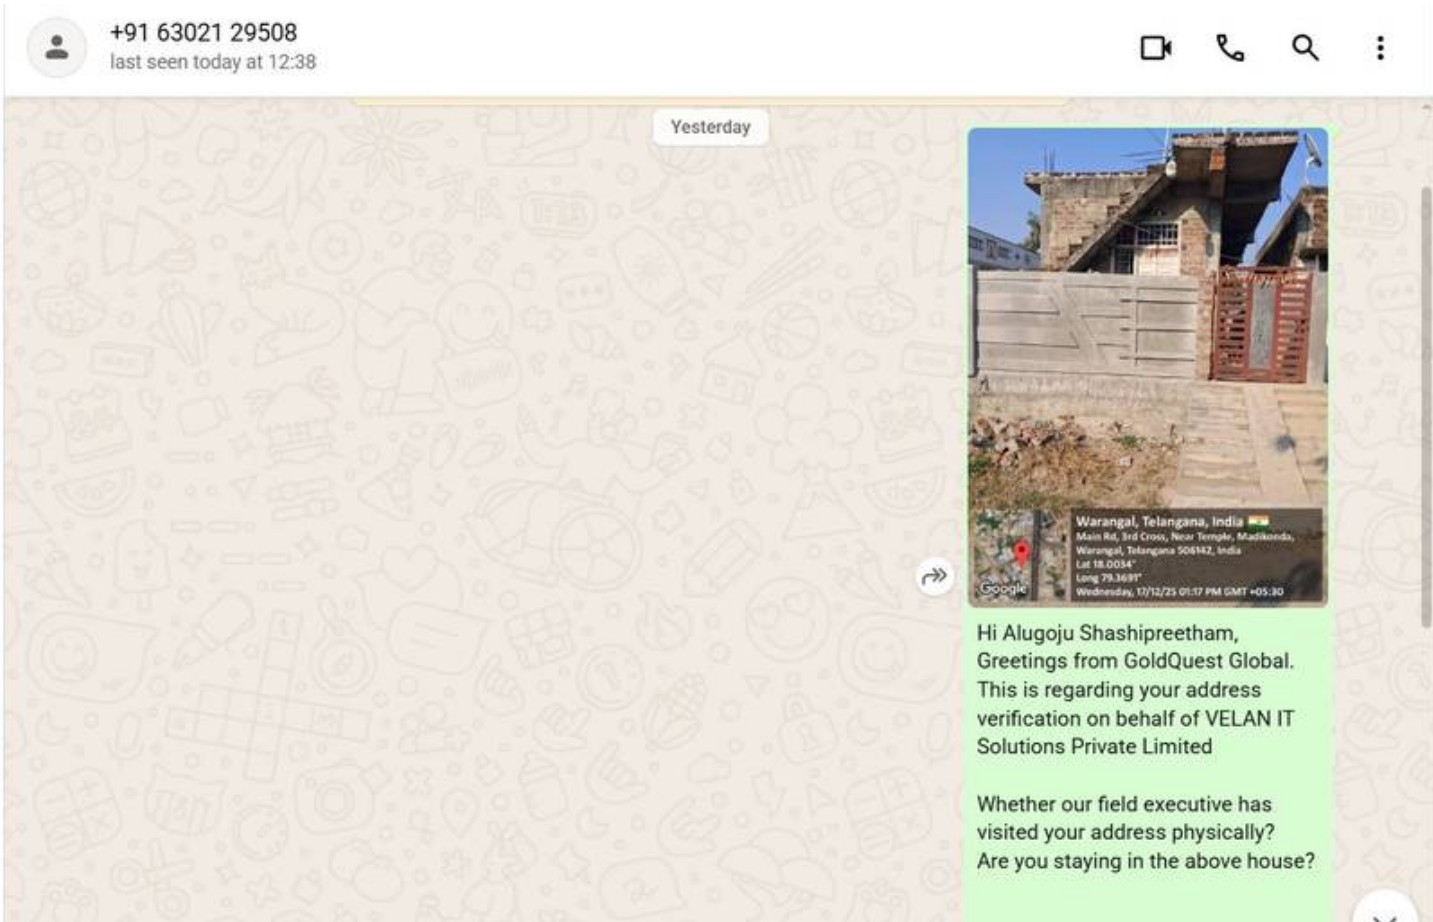 +91 63021 29508
last seen today at 12:38
Yesterday
Warangal, Telangana, India
Main Rd, 3rd Cross, Near Temple, Madikonda,
Warangal, Telangana 506142, India
Lat 18.0034°
Long 79.3691°
Wednesday, 17/12/25 01:17 PM GMT +05:30
Google
Hi Alugoju Shashipreetham,
Greetings from GoldQuest Global.
This is regarding your address
verification on behalf of VELAN IT
Solutions Private Limited
Whether our field executive has
visited your address physically?
Are you staying in the above house?